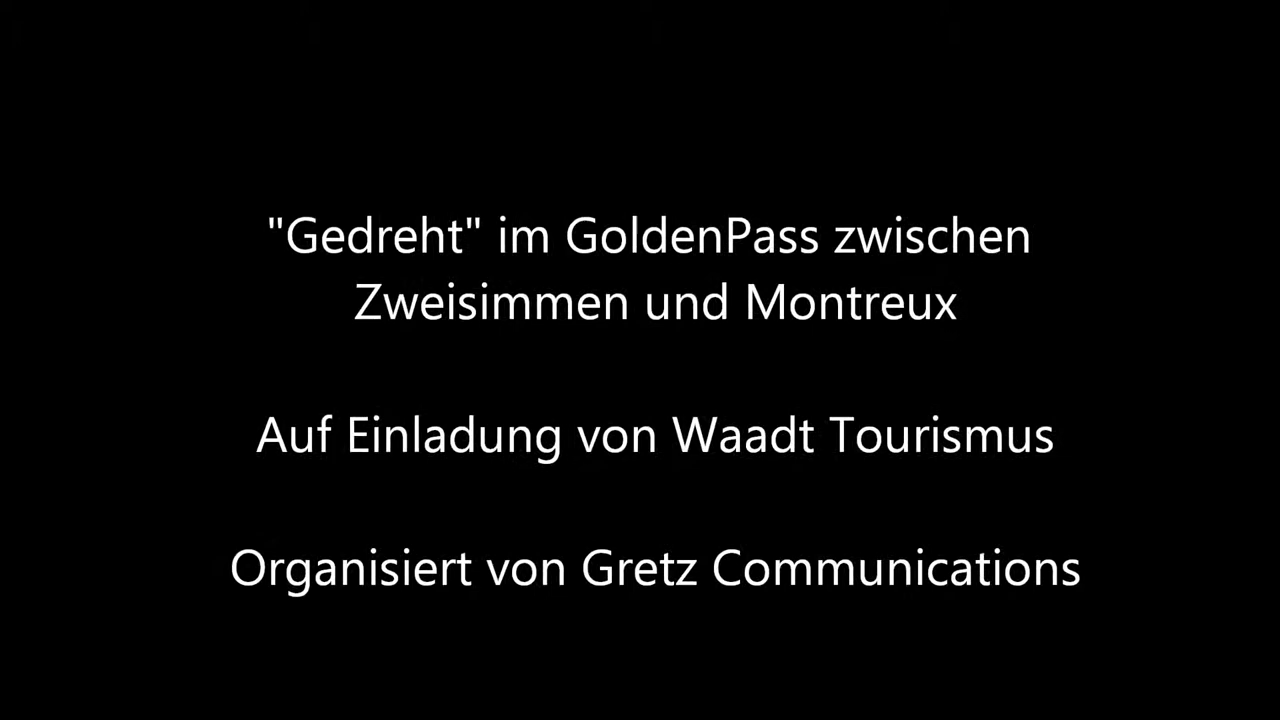 "Gedreht" im GoldenPass zwischen
Zweisimmen und Montreux
Auf Einladung von Waadt Tourismus
Organisiert von Gretz Communications